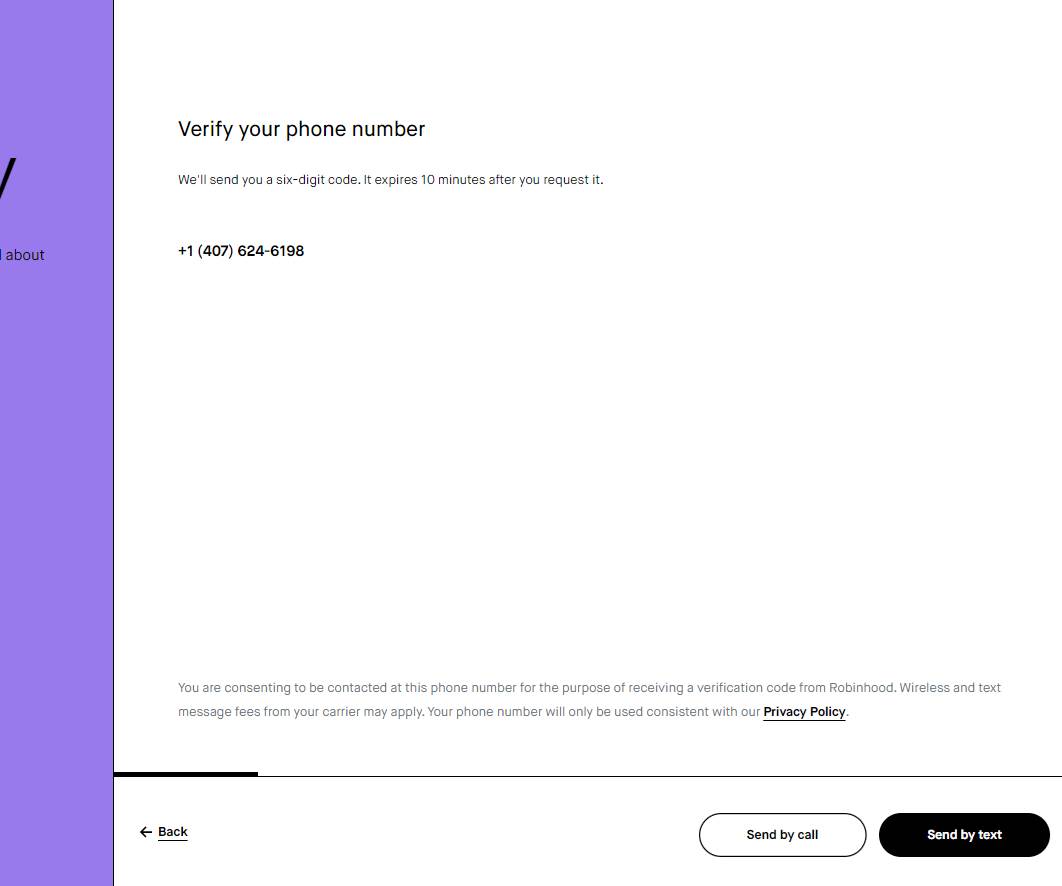 Verify your phone number
We'll send you a six-digit code. It expires 10 minutes after you request it.
about
+1 (407) 624-6198
You are consenting to be contacted at this phone number for the purpose of receiving a verification code from Robinhood. Wireless and text
message fees from your carrier may apply. Your phone number will only be used consistent with our Privacy Policy.
Back
Send by call
Send by text